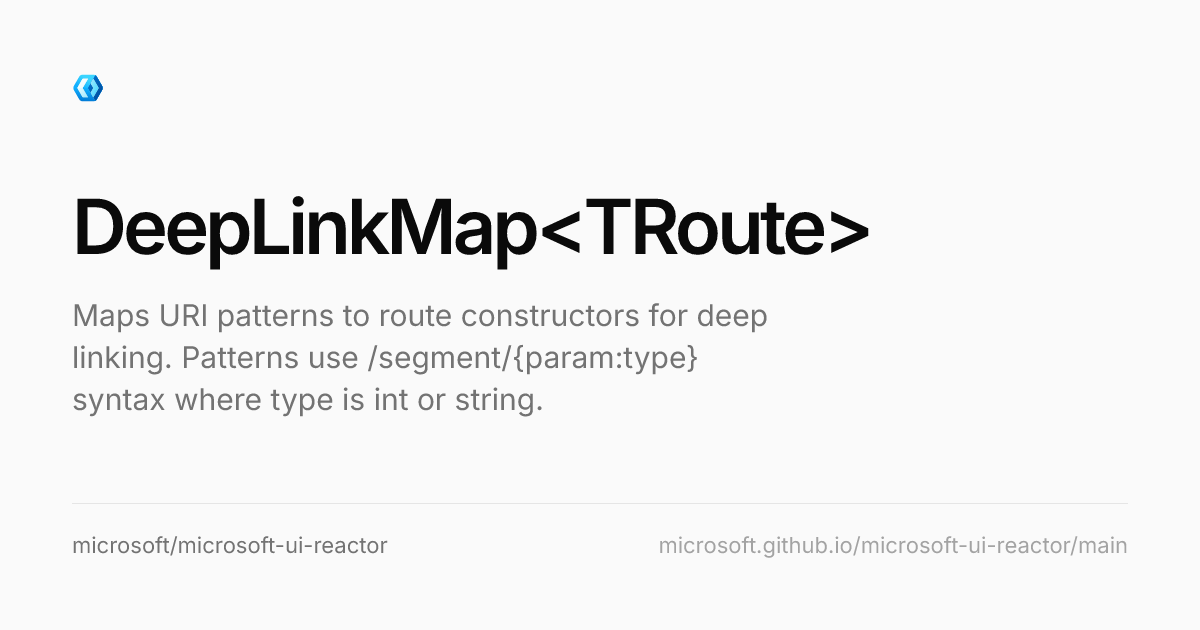 DeepLinkMap<TRoute>
Maps URI patterns to route constructors for deep
linking. Patterns use /segment/{param:type}
syntax where type is int or string.
microsoft/microsoft-ui-reactor
microsoft.github.io/microsoft-ui-reactor/main